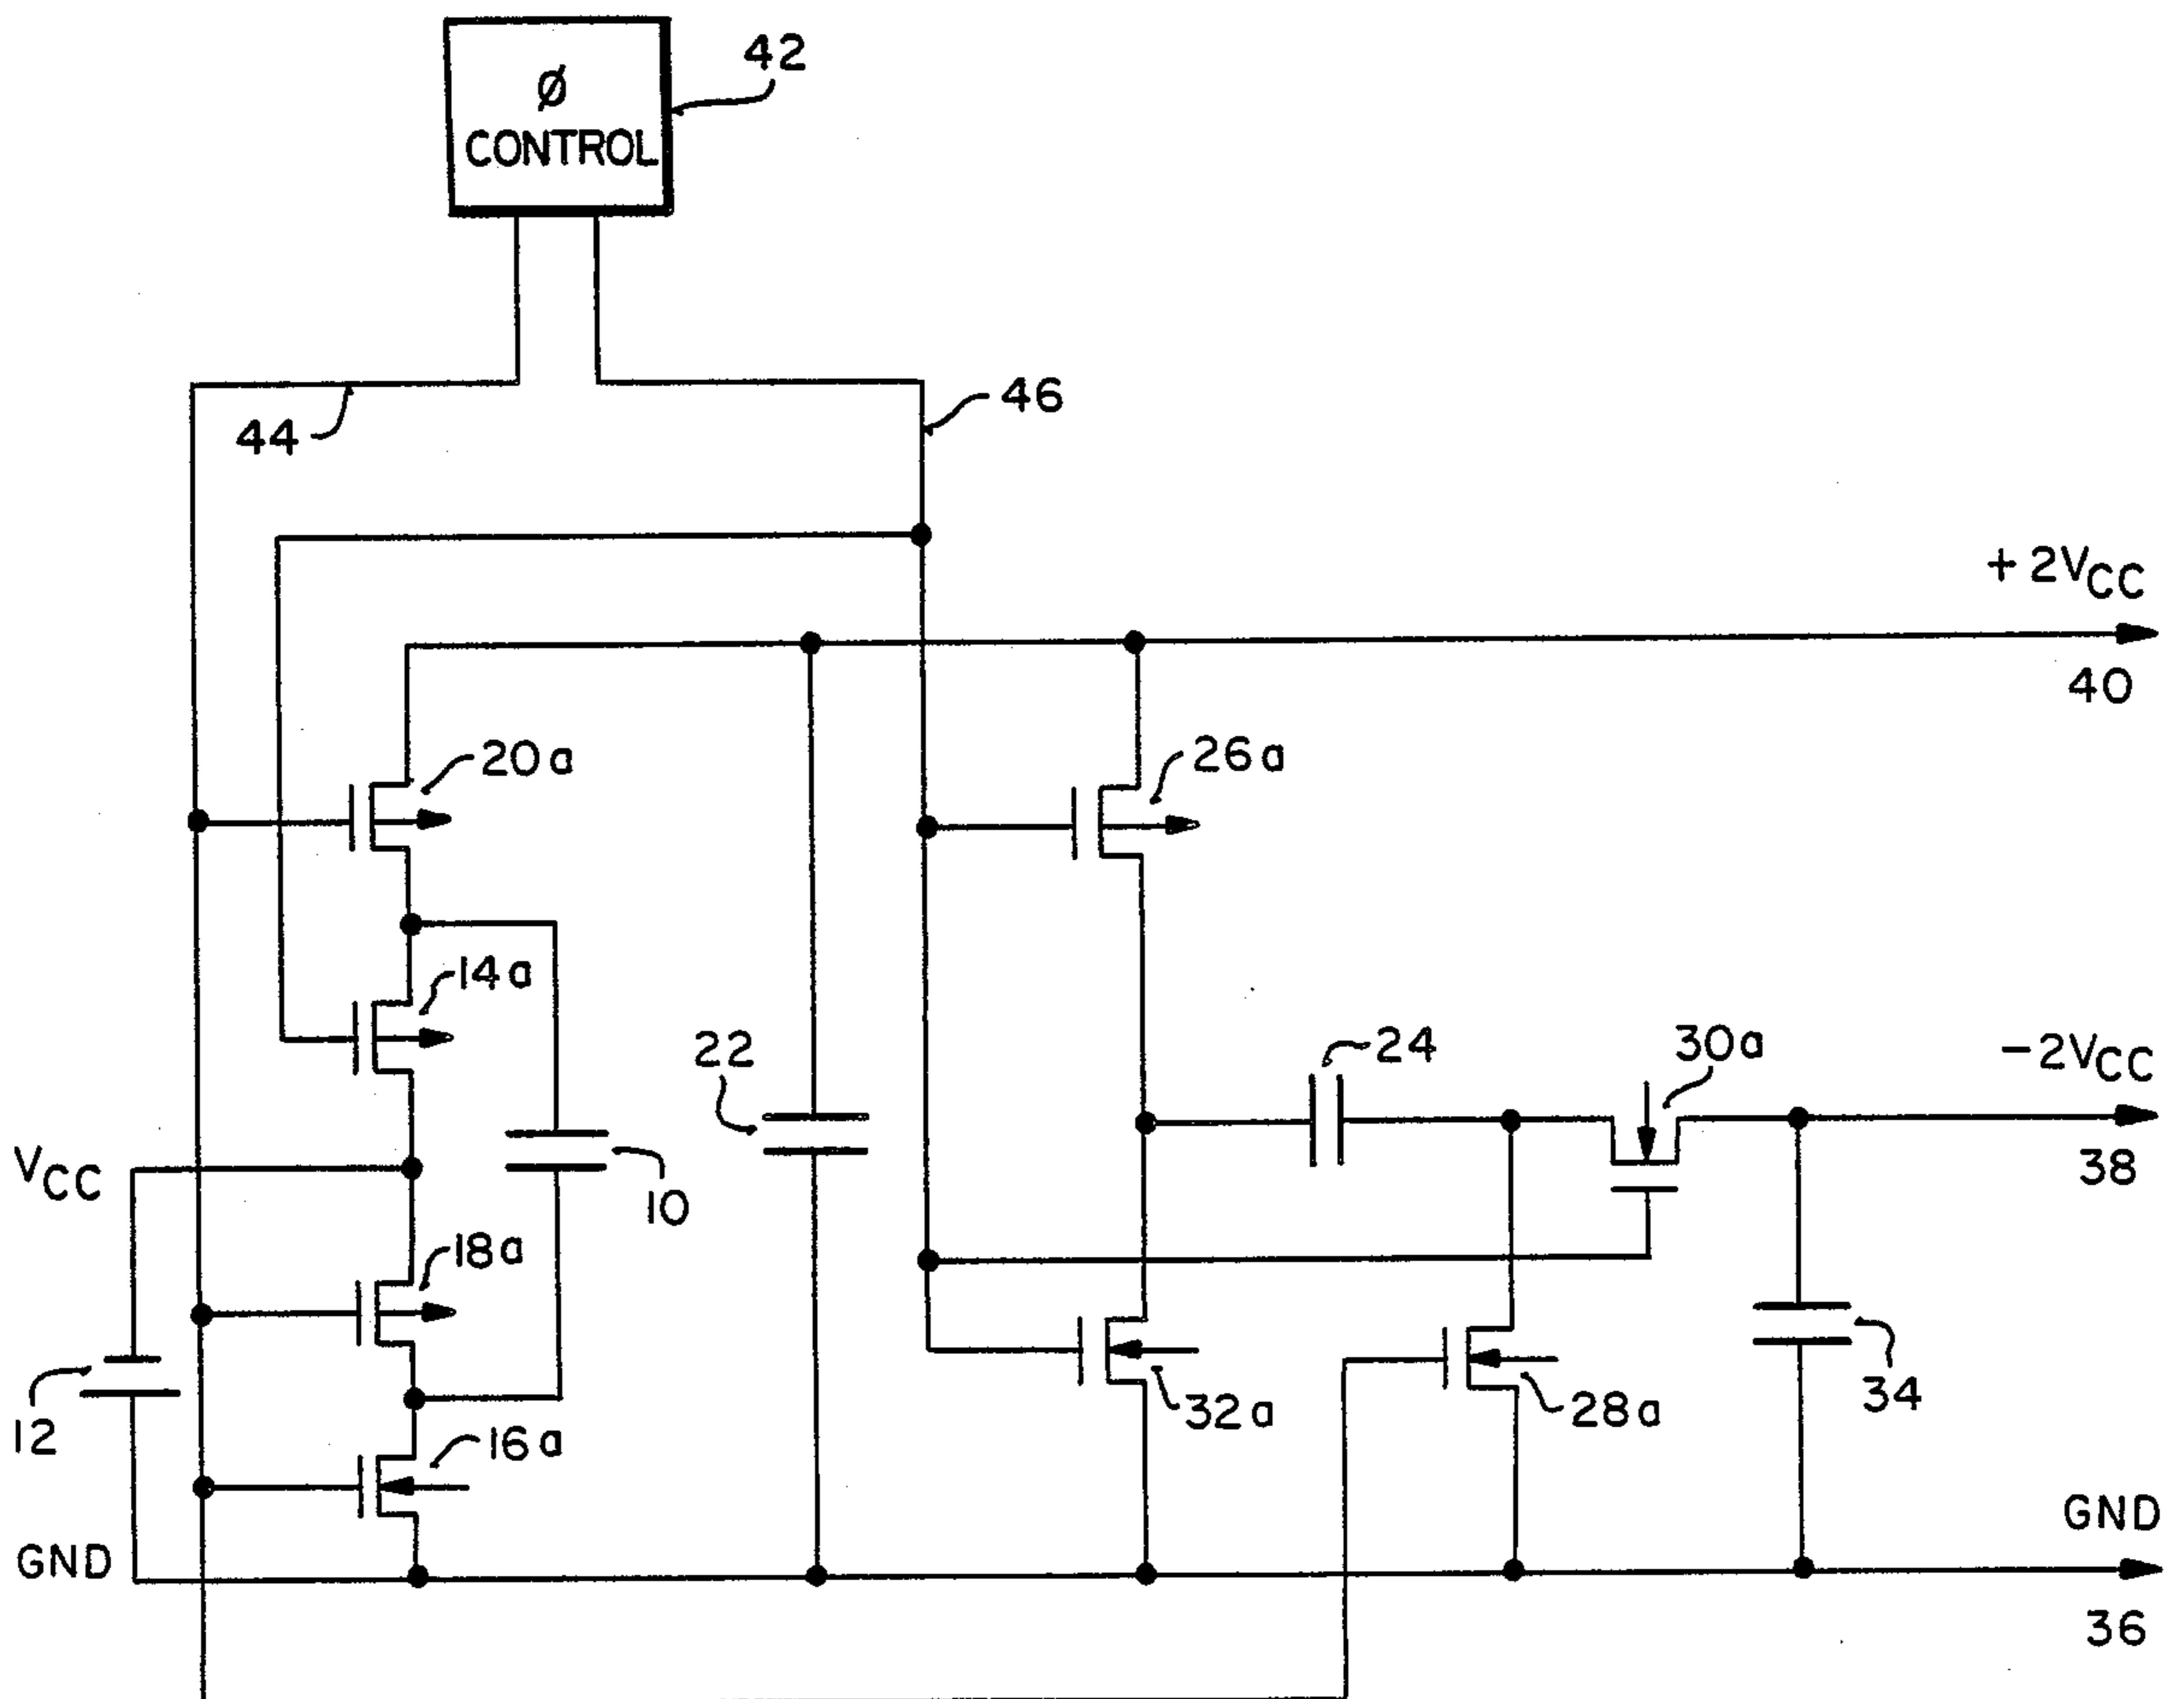 Ø
CONTROL
42
44
46
+2VCC
40
20a
26a
14a
22
24
30a
-2VCC
38
VCC
10
18a
12
32a
28a
34
16a
GND
GND
36